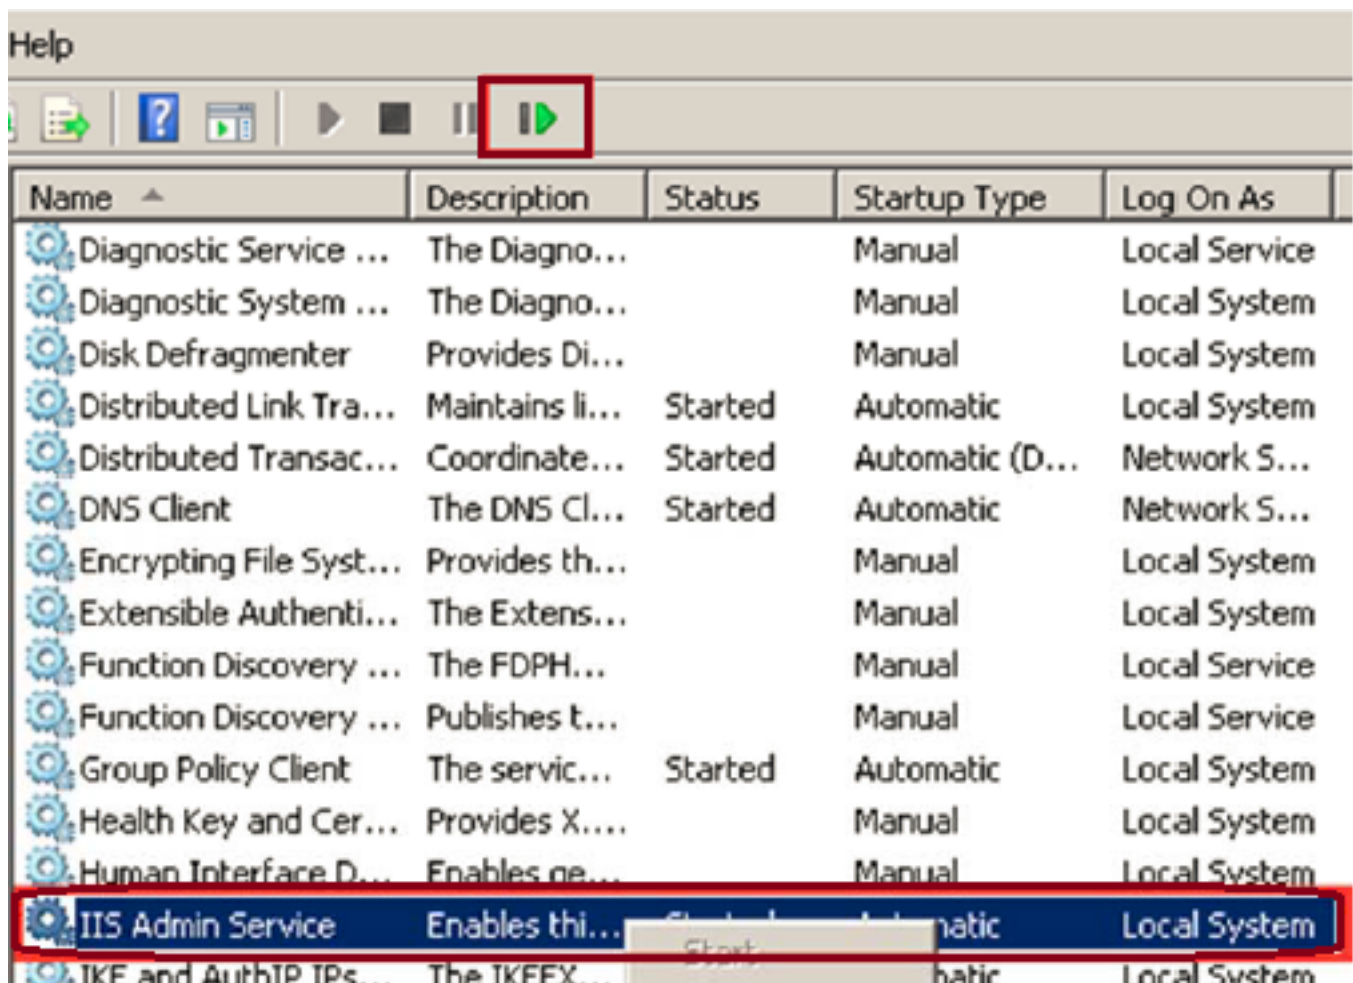 Help
Name Description Status Startup Type Log On As
Diagnostic Service ... The Diagno... Manual Local Service
Diagnostic System ... The Diagno... Manual Local System
Disk Defragmenter Provides Di... Manual Local System
Distributed Link Tra... Maintains li... Started Automatic Local System
Distributed Transac... Coordinate... Started Automatic (D... Network S...
DNS Client The DNS Cl... Started Automatic Network S...
Encrypting File Syst... Provides th... Manual Local System
Extensible Authenti... The Extens... Manual Local System
Function Discovery ... The FDPH... Manual Local Service
Function Discovery ... Publishes t... Manual Local Service
Group Policy Client The servic... Started Automatic Local System
Health Key and Cer... Provides X.... Manual Local System
Human Interface D... Enables ge... Manual Local System
IIS Admin Service Enables thi... Local System
Start
IKE and AuthIP IPs... The IKEEX... Local System